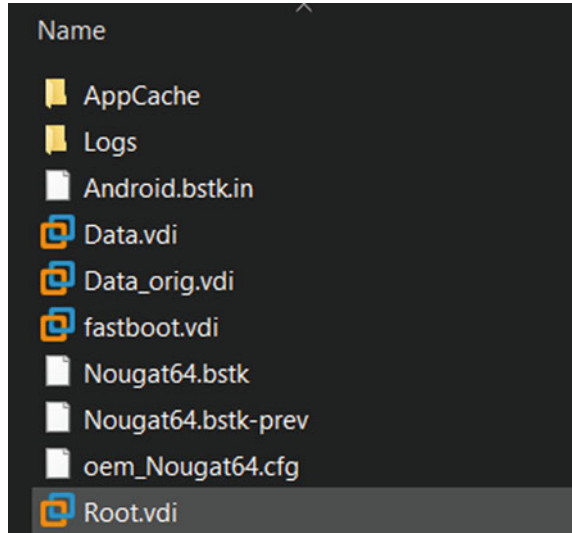 Name
AppCache
Logs
Android.bstk.in
Data.vdi
Data_orig.vdi
fastboot.vdi
Nougat64.bstk
Nougat64.bstk-prev
oem_Nougat64.cfg
Root.vdi